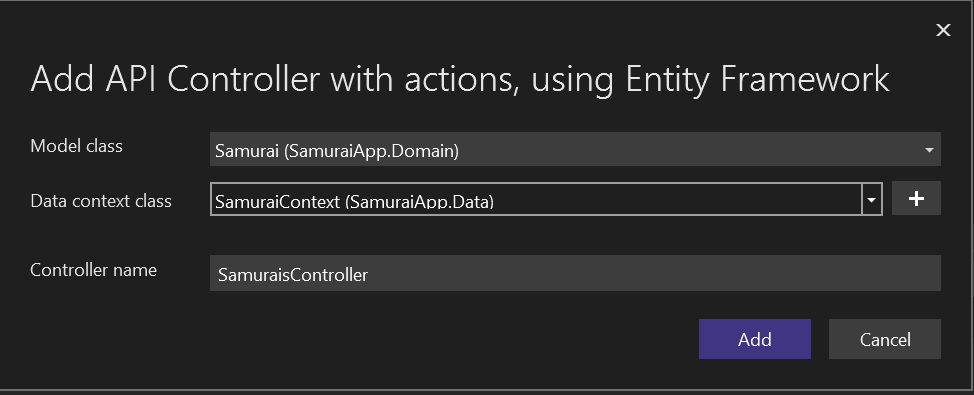 Add API Controller with actions, using Entity Framework
Model class
Samurai (SamuraiApp.Domain)
Data context class
SamuraiContext (SamuraiApp.Data)
Controller name
SamuraisController
Add
Cancel